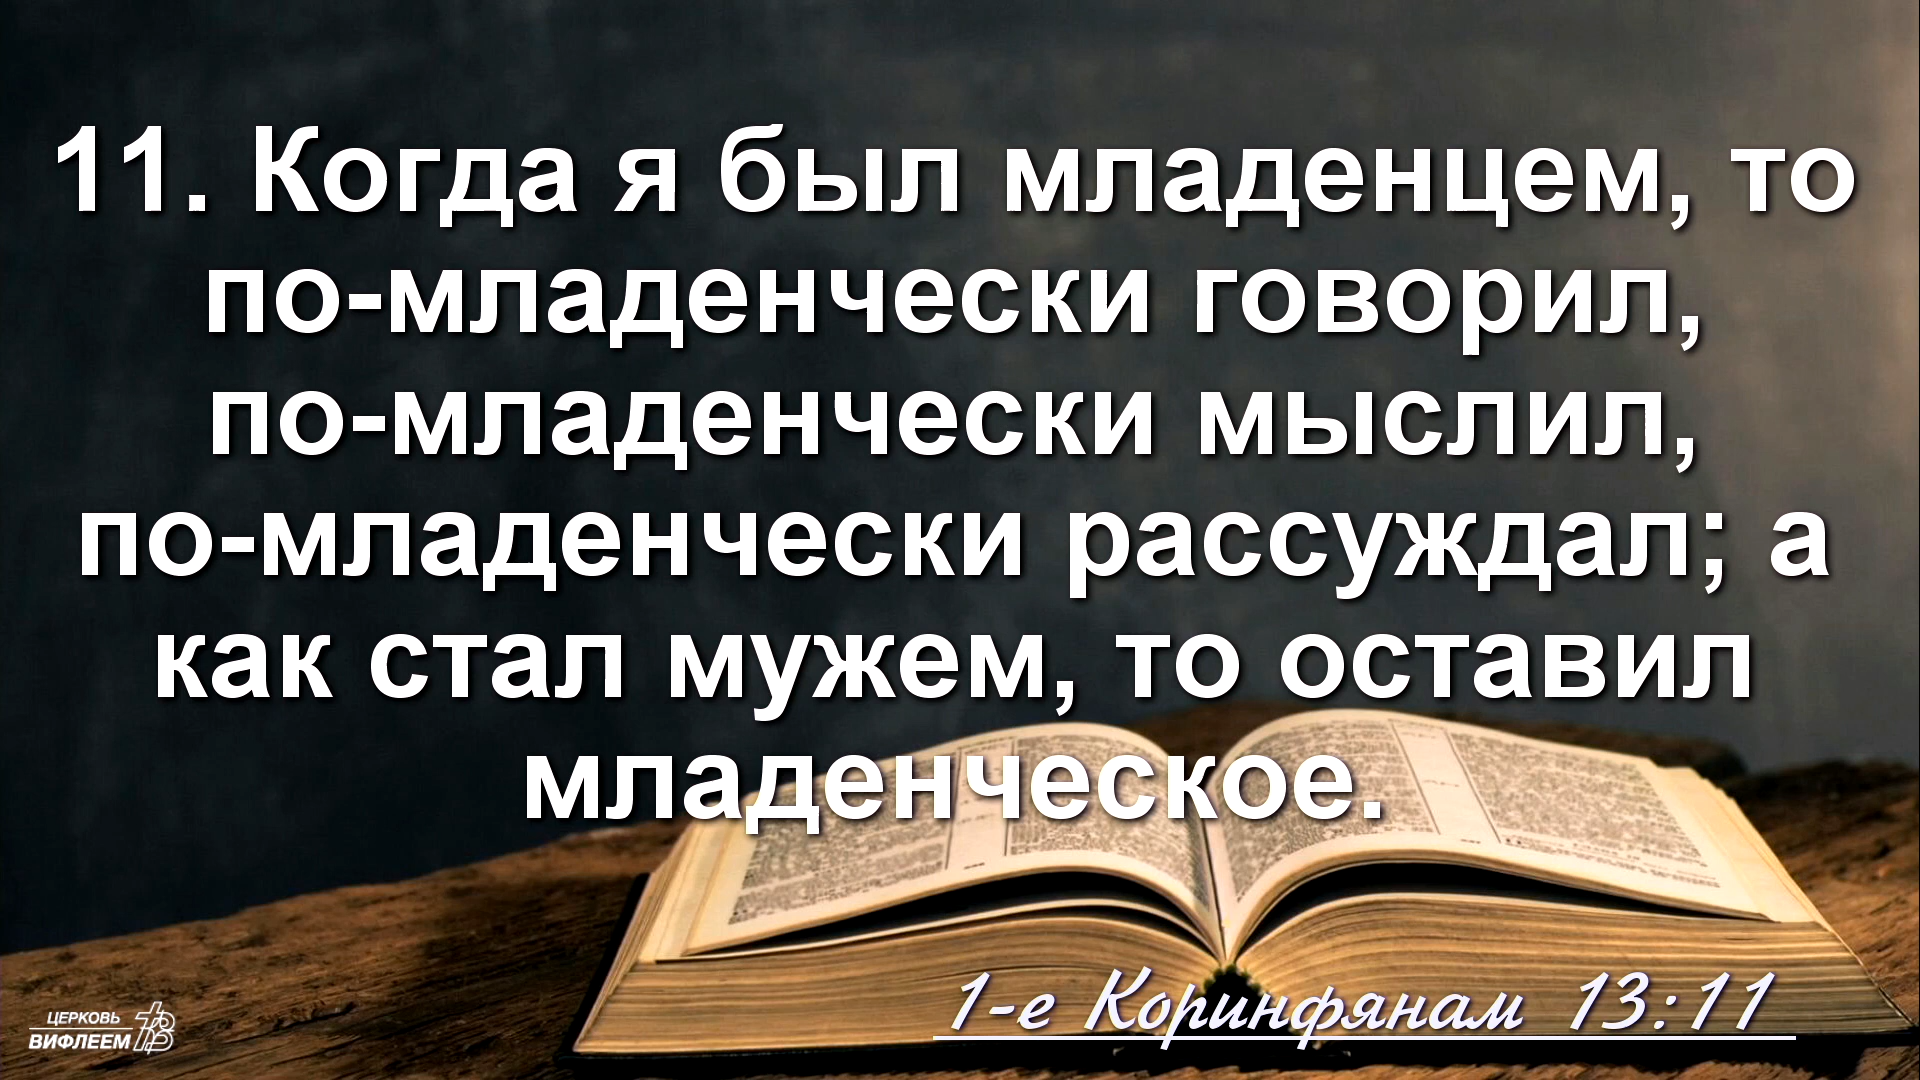 11. Когда я был младенцем, то
по-младенчески говорил,
по-младенчески мыслил,
по-младенчески рассуждал; а
как стал мужем, то оставил
младенческое.
1-е Коринфянам 13:11
ЦЕРКОВЬ
ВИФЛЕЕМ